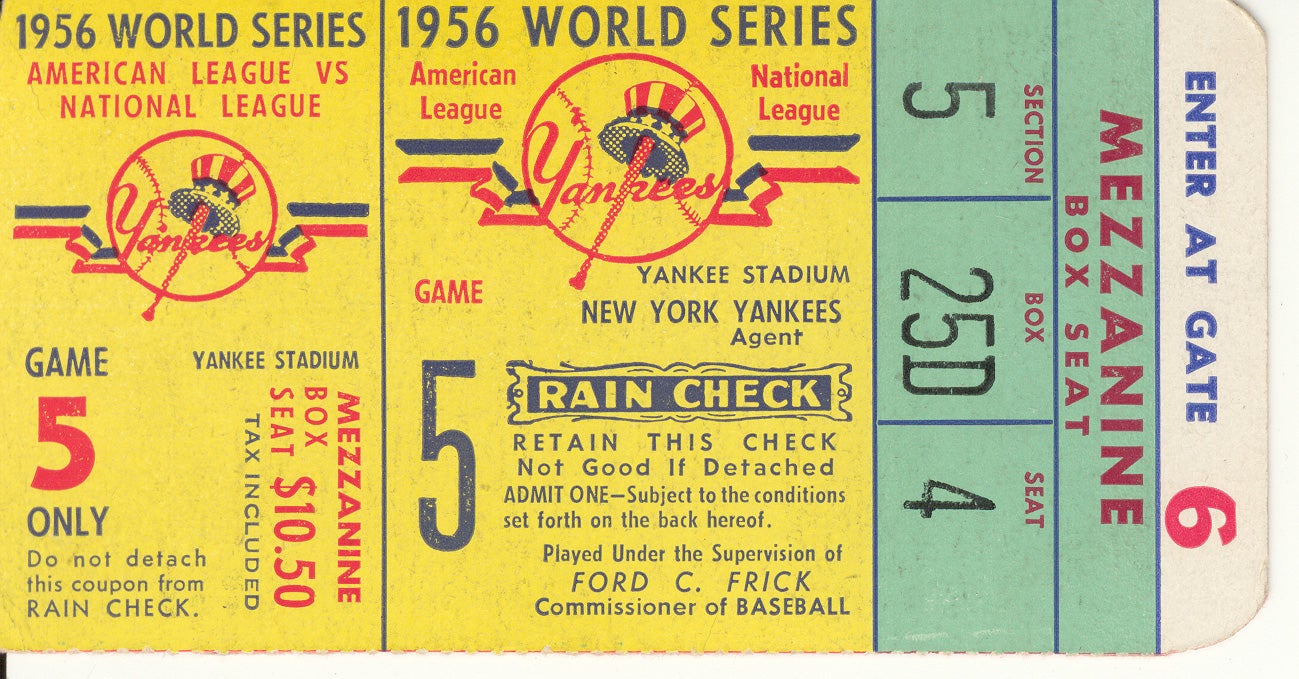 1956 WORLD SERIES
AMERICAN LEAGUE VS
NATIONAL LEAGUE
Yankees
GAME
5
ONLY
Do not detach
this coupon from
RAIN CHECK.
YANKEE STADIUM
MEZZANINE
BOX
SEAT $10.50
TAX INCLUDED
1956 WORLD SERIES
American
League
National
League
Yankees
GAME
5
YANKEE STADIUM
NEW YORK YANKEES
Agent
RAIN CHECK
RETAIN THIS CHECK
Not Good If Detached
ADMIT ONE—Subject to the conditions
set forth on the back hereof.
Played Under the Supervision of
FORD C. FRICK
Commissioner of BASEBALL
SECTION
5
BOX
25D
SEAT
4
MEZZANINE
BOX SEAT
ENTER AT GATE 6